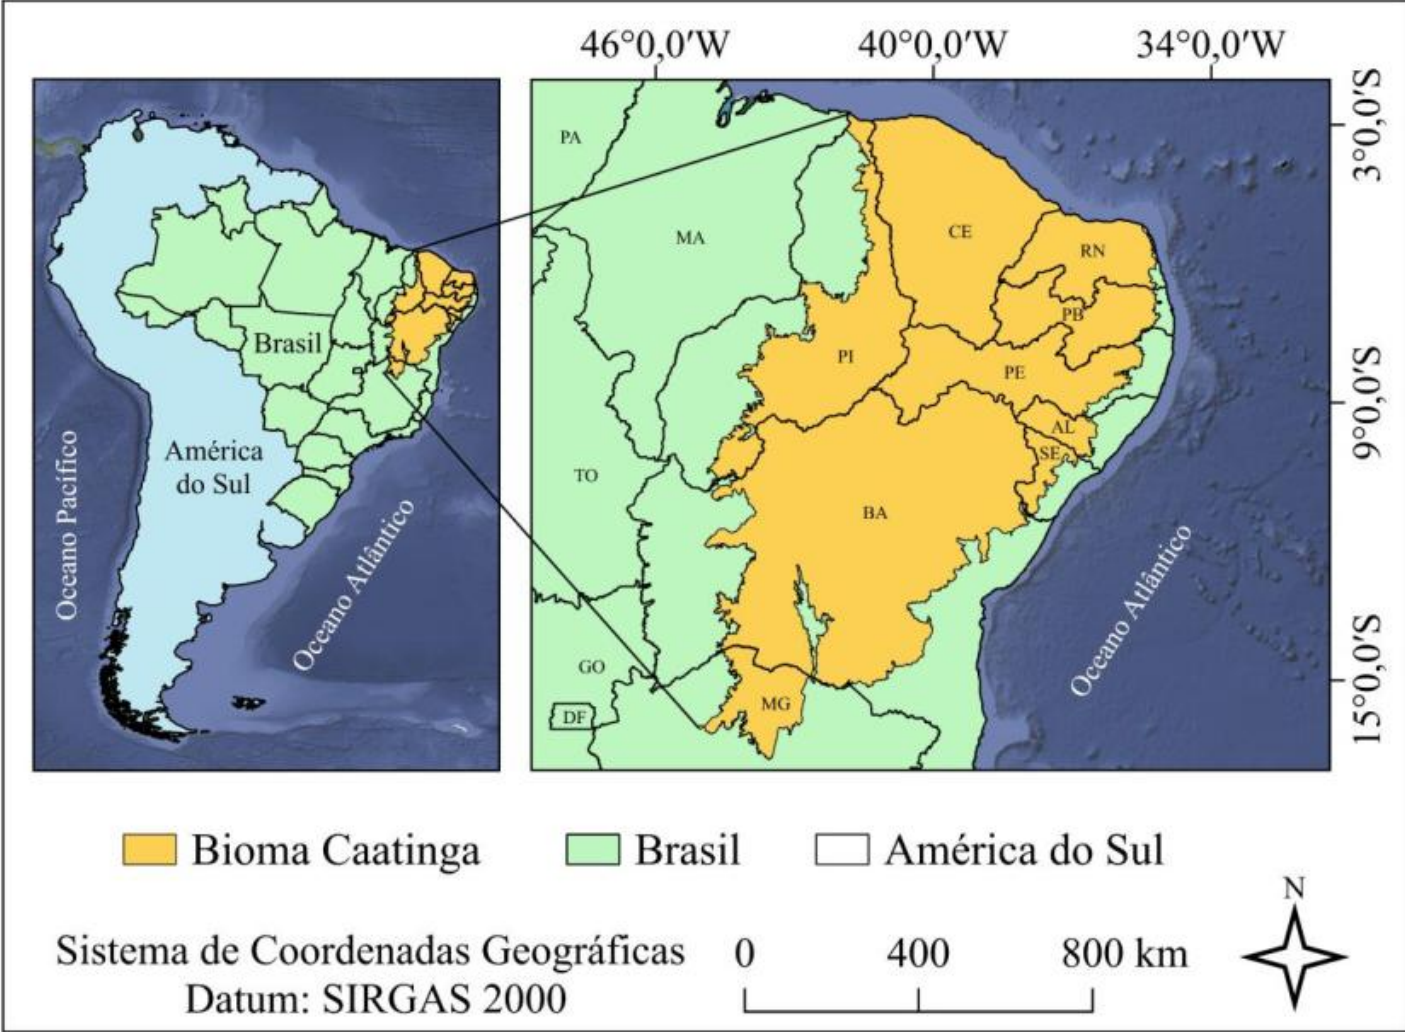 46°0,0'W 40°0,0'W 34°0,0'W
3°0,0'S
9°0,0'S
15°0,0'S
Brasil
América
do Sul
Oceano Pacífico
Oceano Atlântico
PA
MA
CE
RN
PB
PI
PE
AL
SE
TO
BA
GO
DF
MG
Oceano Atlântico
Bioma Caatinga Brasil América do Sul
N
Sistema de Coordenadas Geográficas
Datum: SIRGAS 2000
0 400 800 km